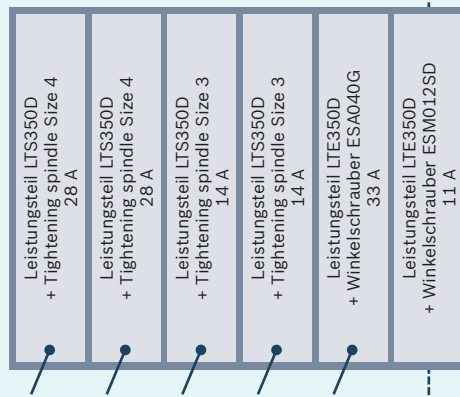 Leistungsteil LTS350D
+ Tightening spindle Size 4
28 A
Leistungsteil LTS350D
+ Tightening spindle Size 4
28 A
Leistungsteil LTS350D
+ Tightening spindle Size 3
14 A
Leistungsteil LTS350D
+ Tightening spindle Size 3
14 A
Leistungsteil LTE350D
+ Winkelschrauber ESA040G
33 A
Leistungsteil LTE350D
+ Winkelschrauber ESM012SD
11 A